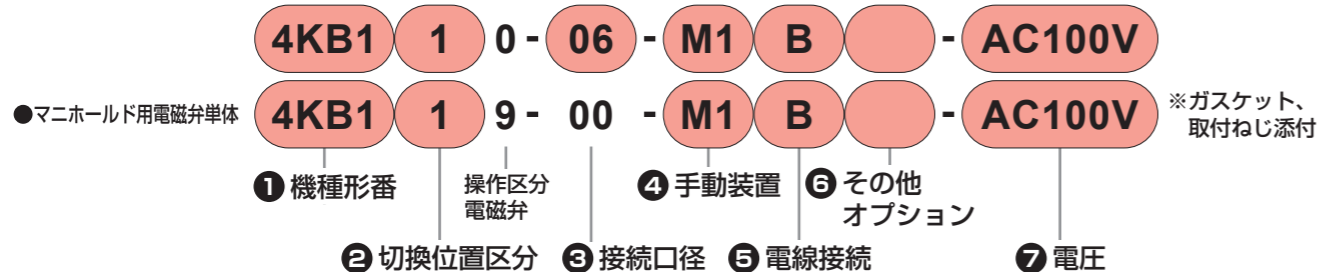 4KB1 1 0 - 06 - M1 B - AC100V
●マニホールド用電磁弁単体 4KB1 1 9 - 00 - M1 B - AC100V ※ガスケット、
取付ねじ添付
❶機種形番 操作区分 ❹手動装置 ❻その他
電磁弁 オプション
❷切換位置区分 ❸接続口径 ❺電線接続 ❼電圧